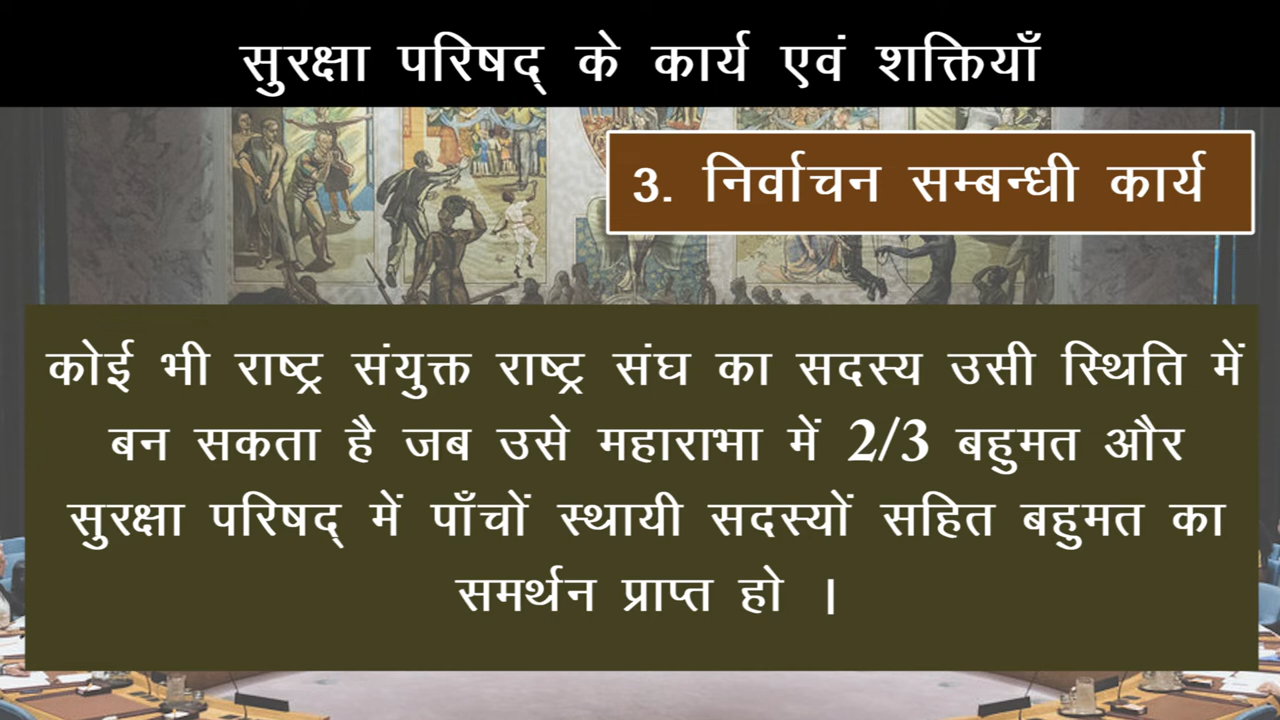 सुरक्षा परिषद् के कार्य एवं शक्तियाँ
3. निर्वाचन सम्बन्धी कार्य
कोई भी राष्ट्र संयुक्त राष्ट्र संघ का सदस्य उसी स्थिति में
बन सकता है जब उसे महाराभा में 2/3 बहुमत और
सुरक्षा परिषद् में पाँचों स्थायी सदस्यों सहित बहुमत का
समर्थन प्राप्त हो ।